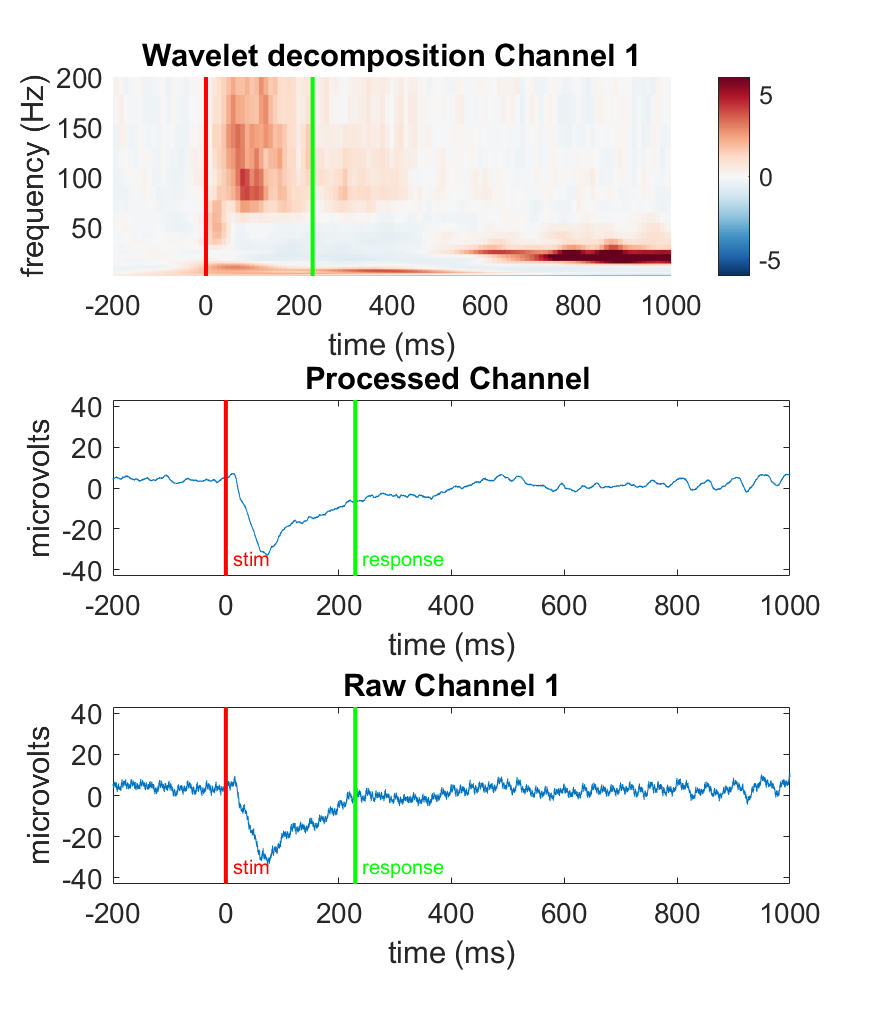 Wavelet decomposition Channel 1
frequency (Hz)
200
150
100
50
5
0
-5
-200 0 200 400 600 800 1000
time (ms)
Processed Channel
microvolts
40
20
0
-20
-40
stim response
-200 0 200 400 600 800 1000
time (ms)
Raw Channel 1
microvolts
40
20
0
-20
-40
stim response
-200 0 200 400 600 800 1000
time (ms)